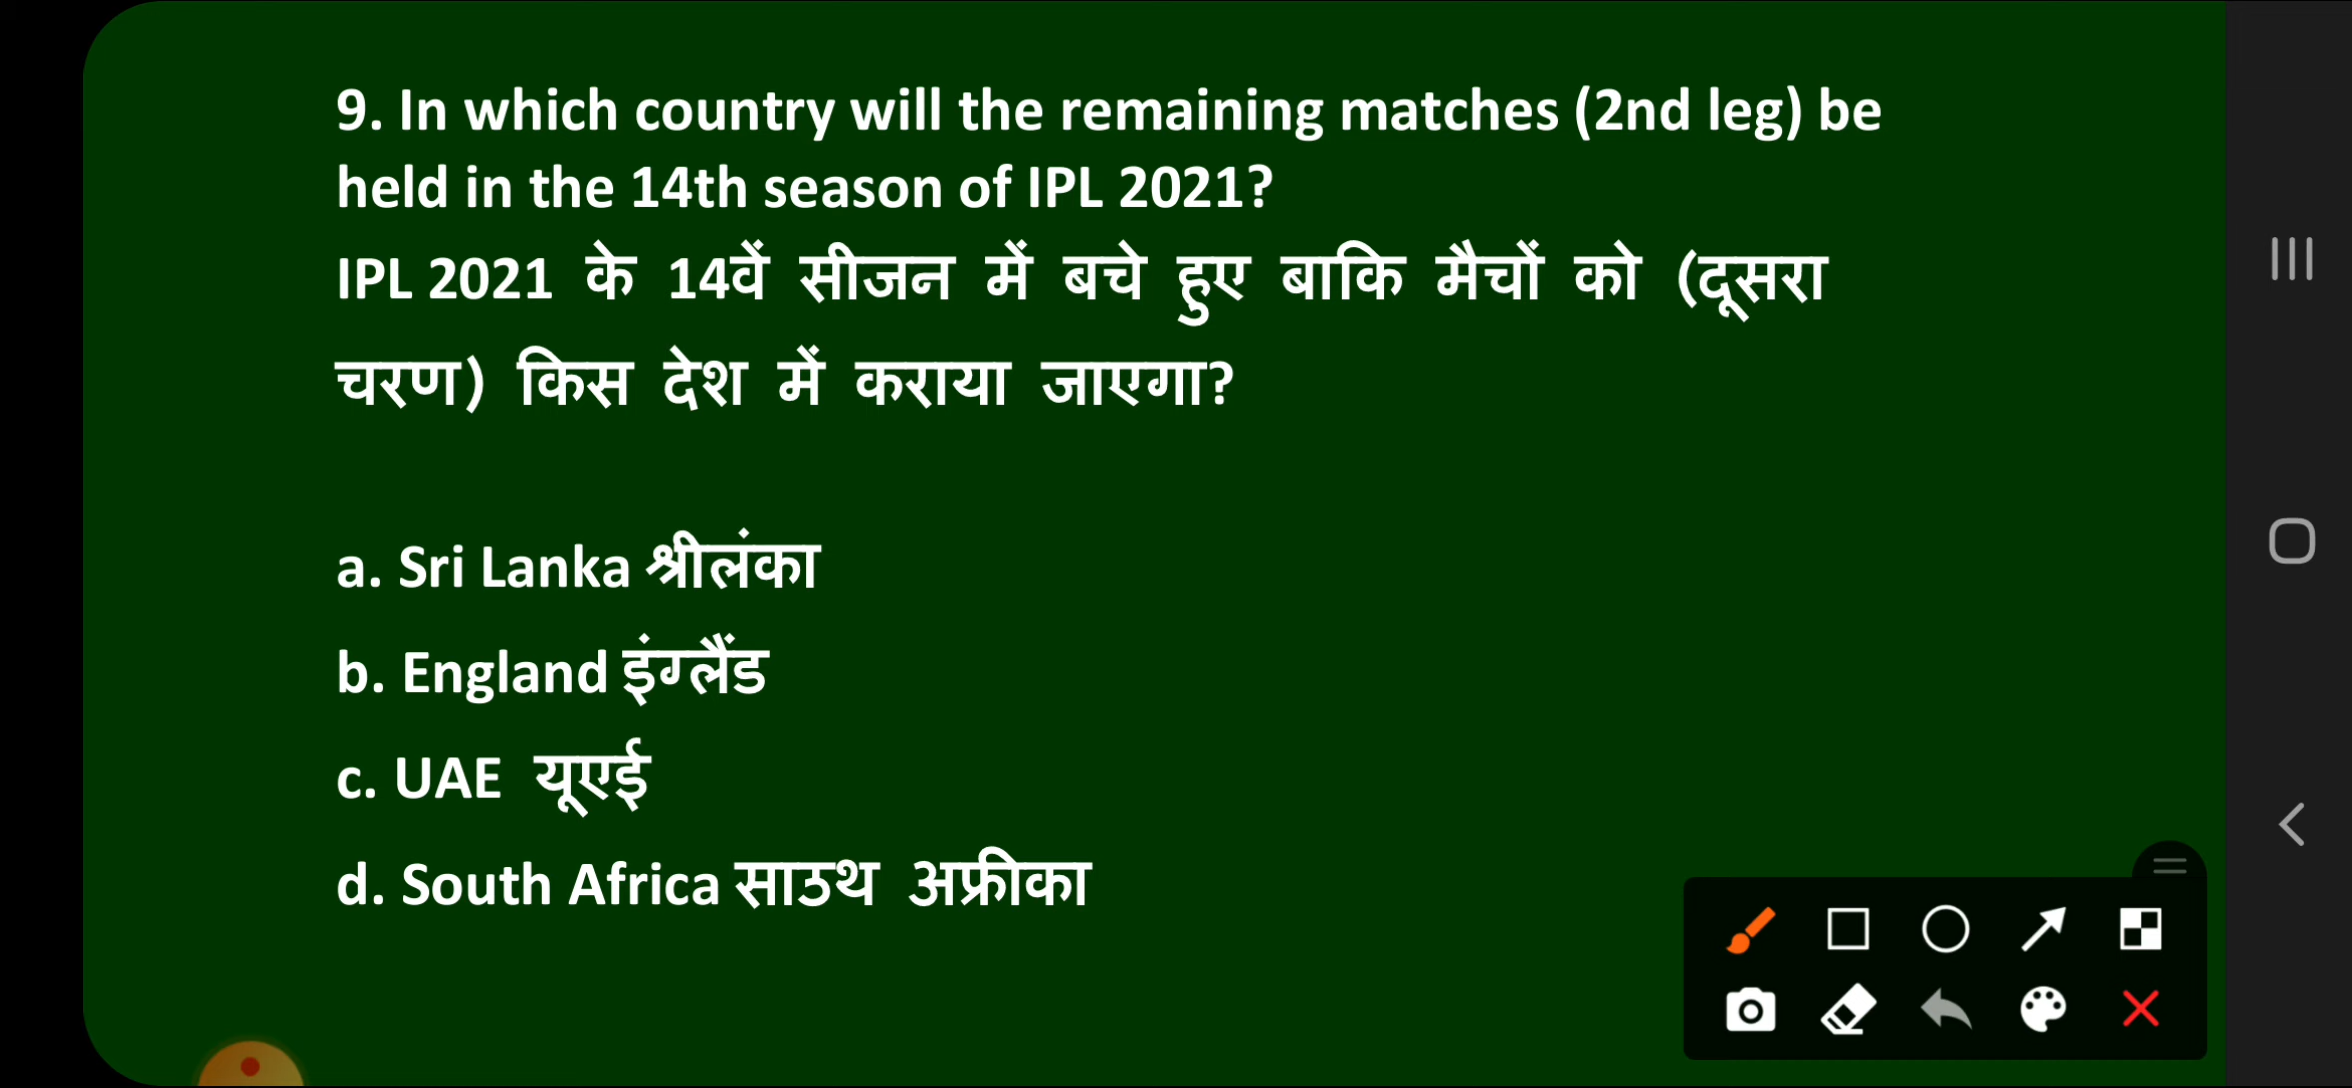 9. In which country will the remaining matches (2nd leg) be
held in the 14th season of IPL 2021?
IPL 2021 के 14वें सीजन में बचे हुए बाकि मैचों को (दूसरा
चरण) किस देश में कराया जाएगा?
a. Sri Lanka श्रीलंका
b. England इंग्लैंड
c. UAE यूएई
d. South Africa साउथ अफ्रीका